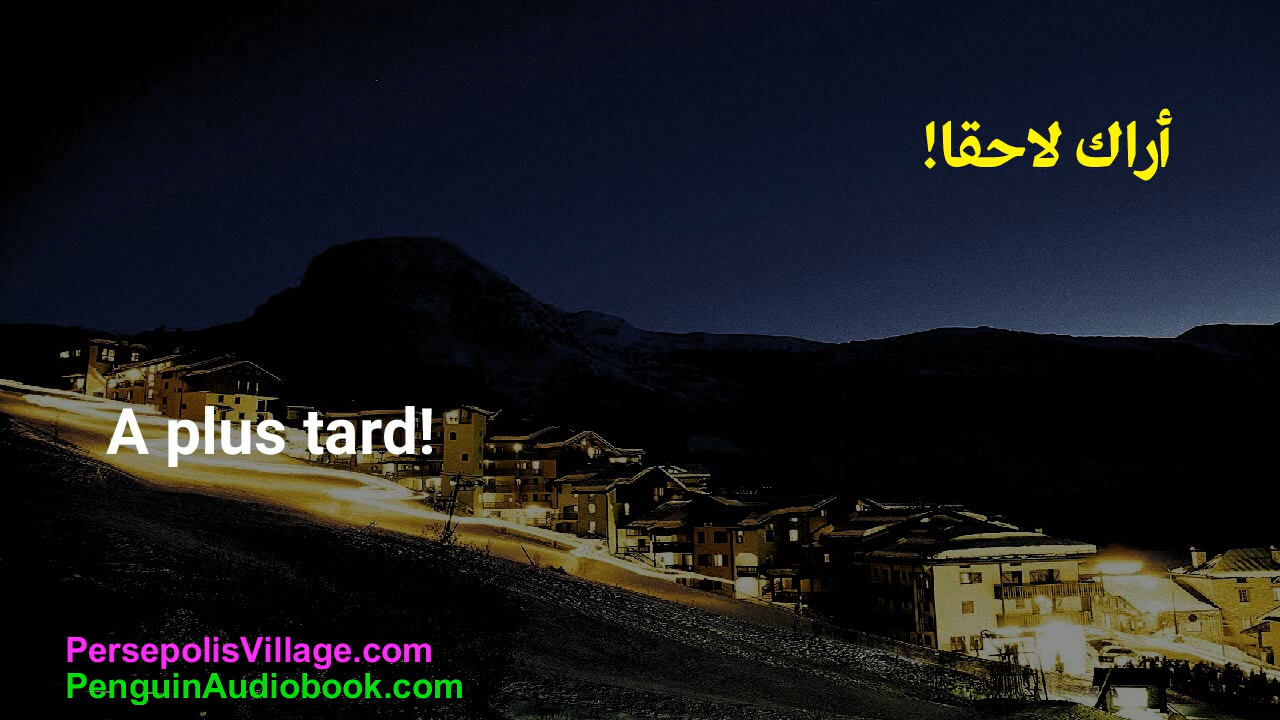 أراك لاحقا!
A plus tard!
PersepolisVillage.com
PenguinAudiobook.com